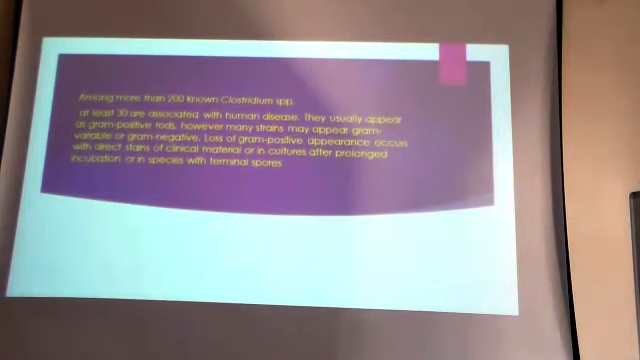 Among more than 200 known Clostridium spp.
at least 30 are associated with human disease. They usually appear
as gram-positive rods, however many strains may appear gram-
variable or gram-negative. Loss of gram-positive appearance occurs
with direct stains of clinical material or in cultures after prolonged
incubation or in species with terminal spores